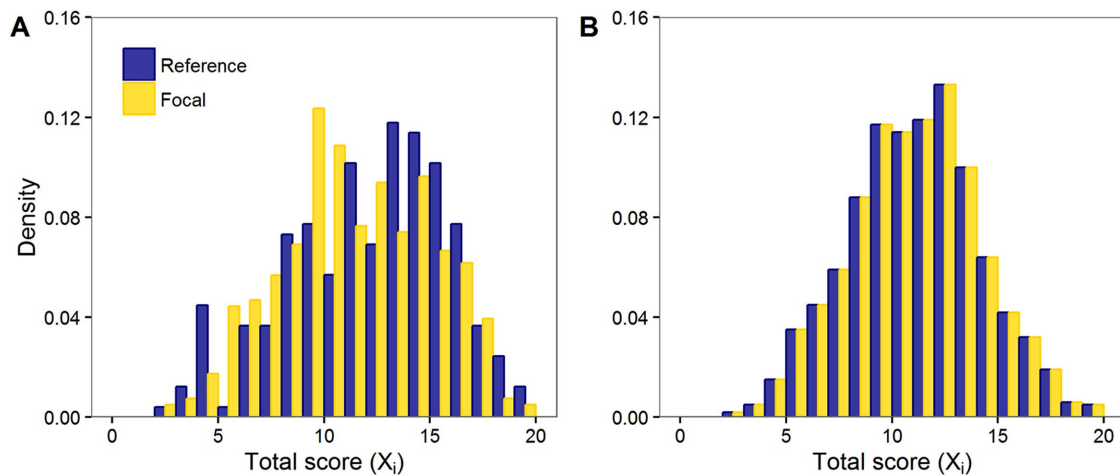 A
Reference
Focal
Density
0.16
0.12
0.08
0.04
0.00
0 5 10 15 20
Total score (Xi)
B
0.16
0.12
0.08
0.04
0.00
0 5 10 15 20
Total score (Xi)